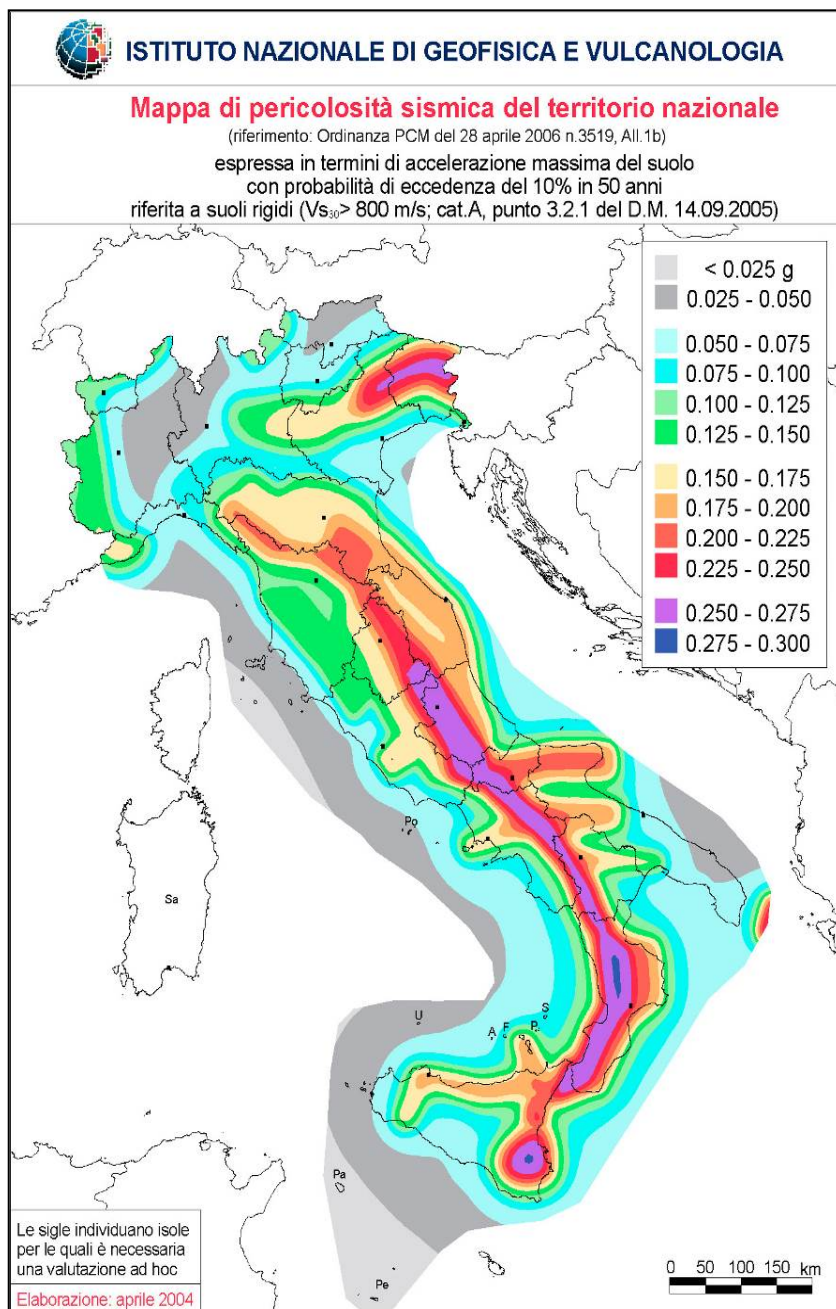 ISTITUTO NAZIONALE DI GEOFISICA E VULCANOLOGIA
Mappa di pericolosità sismica del territorio nazionale
(riferimento: Ordinanza PCM del 28 aprile 2006 n.3519, All.1b)
espressa in termini di accelerazione massima del suolo
con probabilità di eccedenza del 10% in 50 anni
riferita a suoli rigidi (Vs30> 800 m/s; cat.A, punto 3.2.1 del D.M. 14.09.2005)
< 0.025 g
0.025 - 0.050
0.050 - 0.075
0.075 - 0.100
0.100 - 0.125
0.125 - 0.150
0.150 - 0.175
0.175 - 0.200
0.200 - 0.225
0.225 - 0.250
0.250 - 0.275
0.275 - 0.300
Po
Sa
U
S
A
F
P
Pa
Pe
Le sigle individuano isole
per le quali è necessaria
una valutazione ad hoc
Elaborazione: aprile 2004
0 50 100 150 km